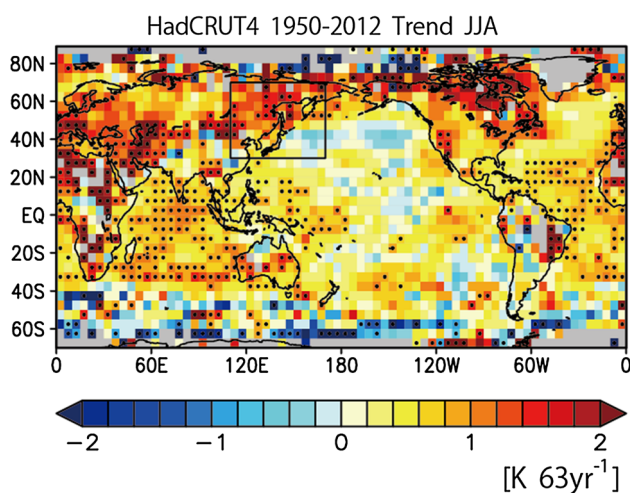 HadCRUT4 1950-2012 Trend JJA
80N
60N
40N
20N
EQ
20S
40S
60S
0 60E 120E 180 120W 60W 0
−2 −1 0 1 2
[K 63yr⁻¹]